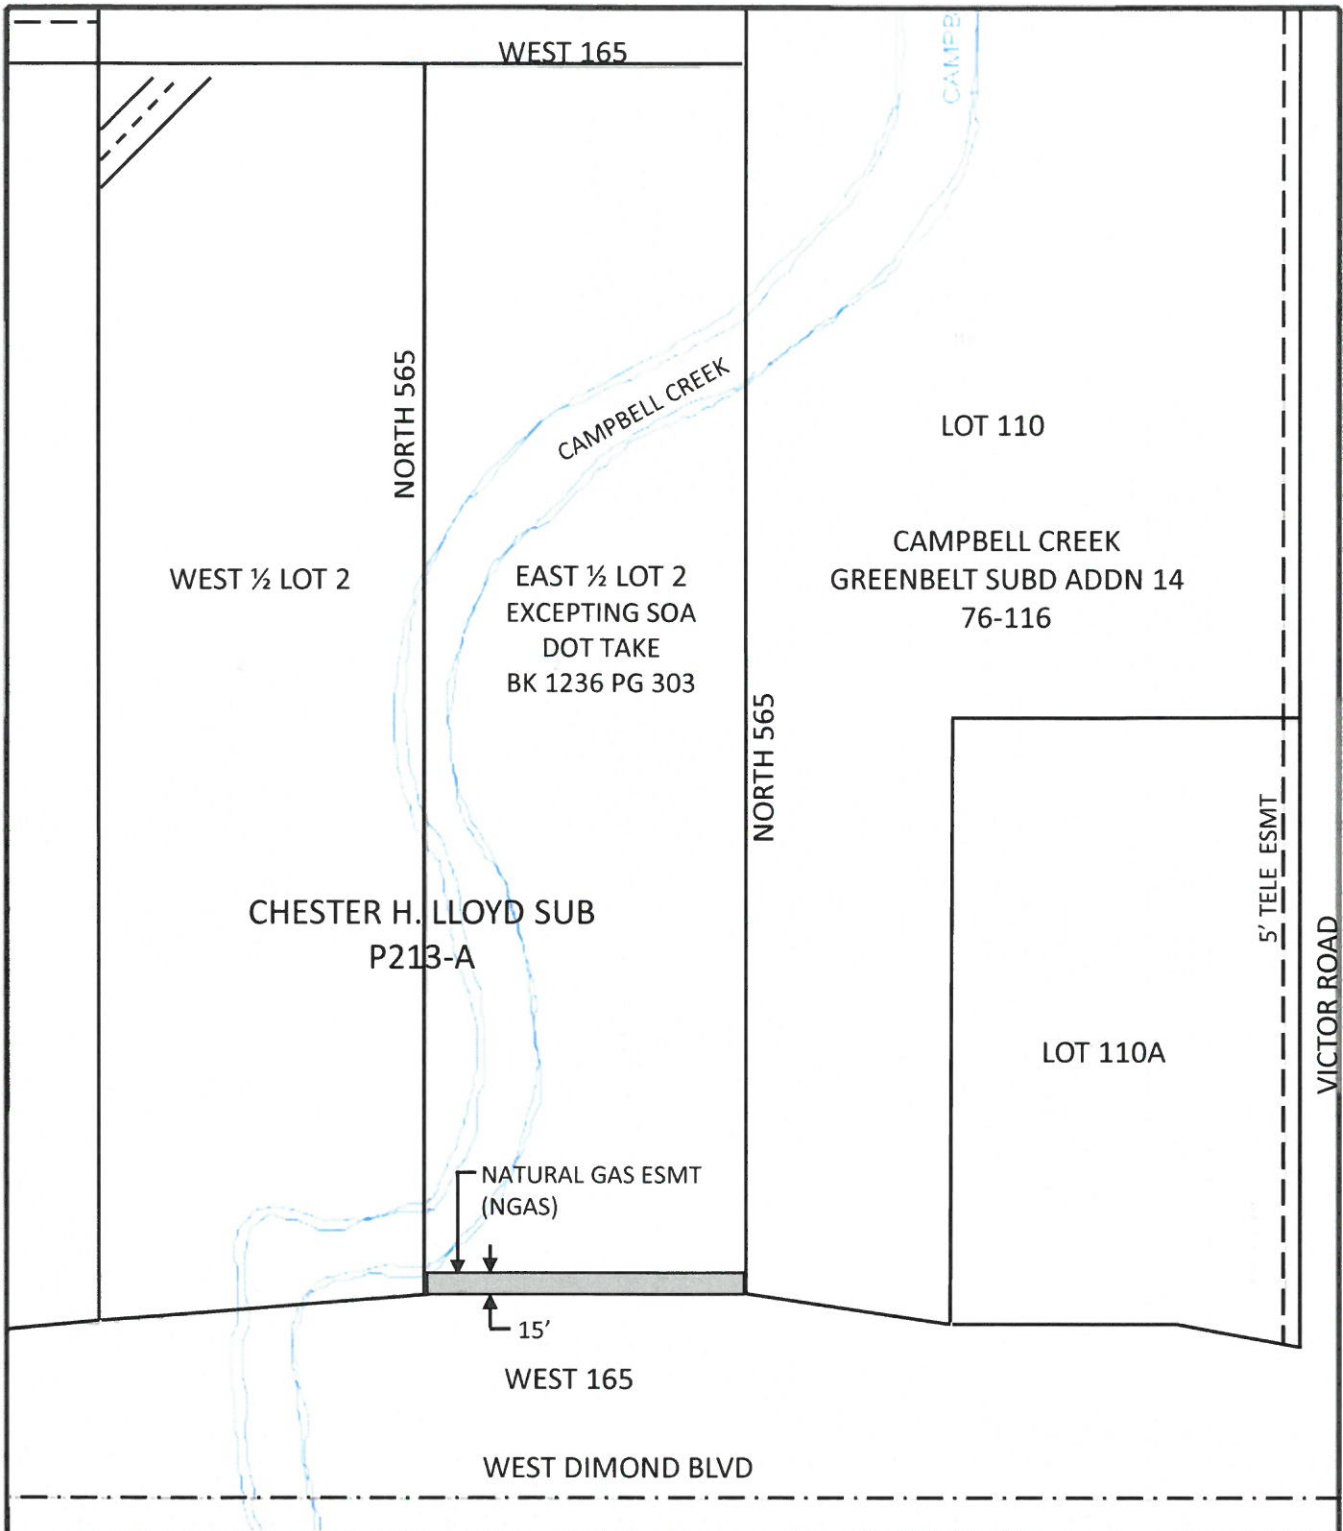 WEST 165
CAMPB
NORTH 565
CAMPBELL CREEK
LOT 110
CAMPBELL CREEK
GREENBELT SUBD ADDN 14
76-116
WEST ½ LOT 2
EAST ½ LOT 2
EXCEPTING SOA
DOT TAKE
BK 1236 PG 303
NORTH 565
5' TELE ESMT
CHESTER H. LLOYD SUB
P213-A
VICTOR ROAD
LOT 110A
NATURAL GAS ESMT
(NGAS)
15'
WEST 165
WEST DIMOND BLVD